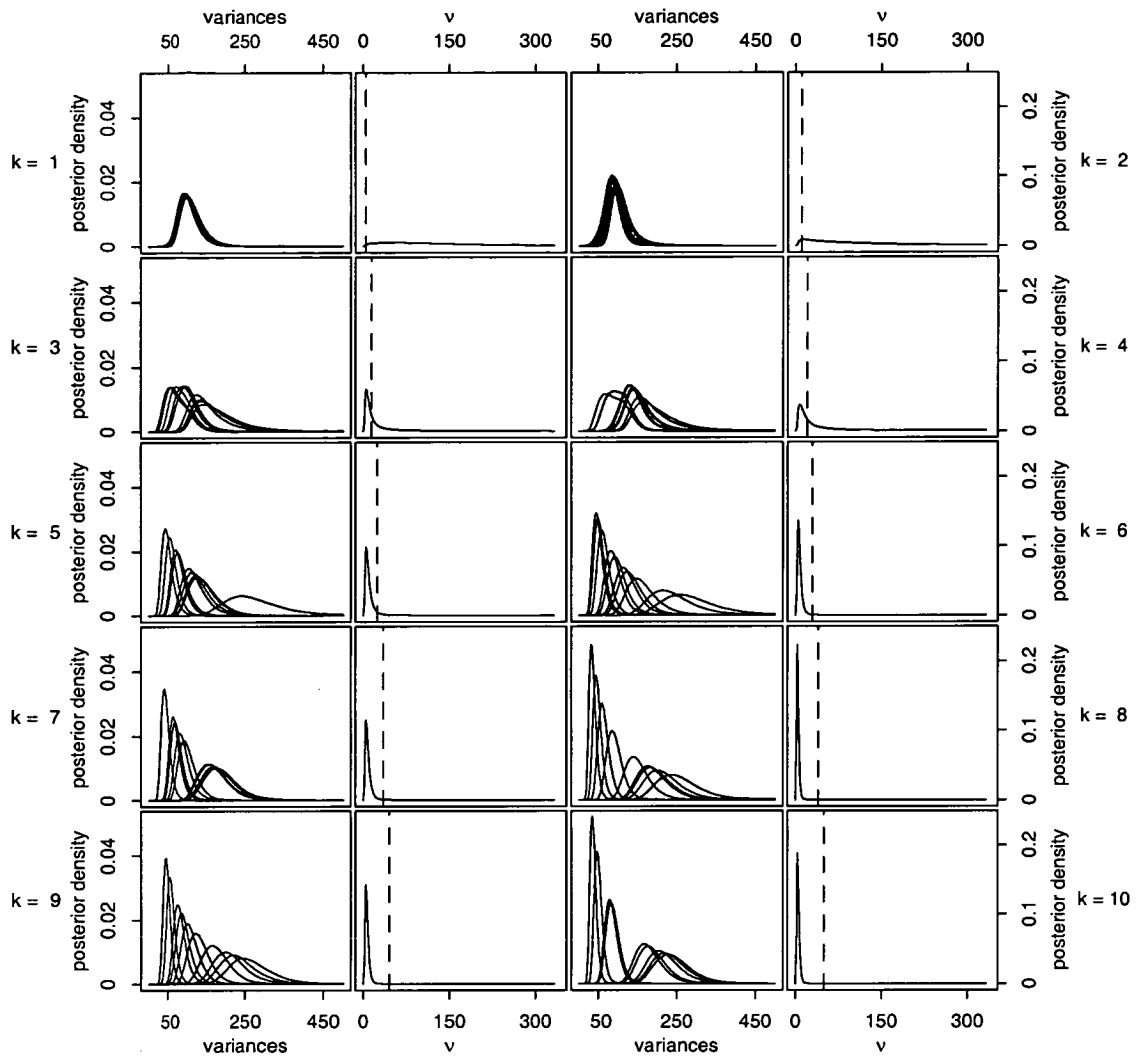 variances ν variances ν
50 250 450 0 150 300 50 250 450 0 150 300
k = 1 posterior density 0 0.02 0.04 0 0.1 0.2 posterior density k = 2
k = 3 posterior density 0 0.02 0.04 0 0.1 0.2 posterior density k = 4
k = 5 posterior density 0 0.02 0.04 0 0.1 0.2 posterior density k = 6
k = 7 posterior density 0 0.02 0.04 0 0.1 0.2 posterior density k = 8
k = 9 posterior density 0 0.02 0.04 0 0.1 0.2 posterior density k = 10
50 250 450 0 150 300 50 250 450 0 150 300
variances ν variances ν